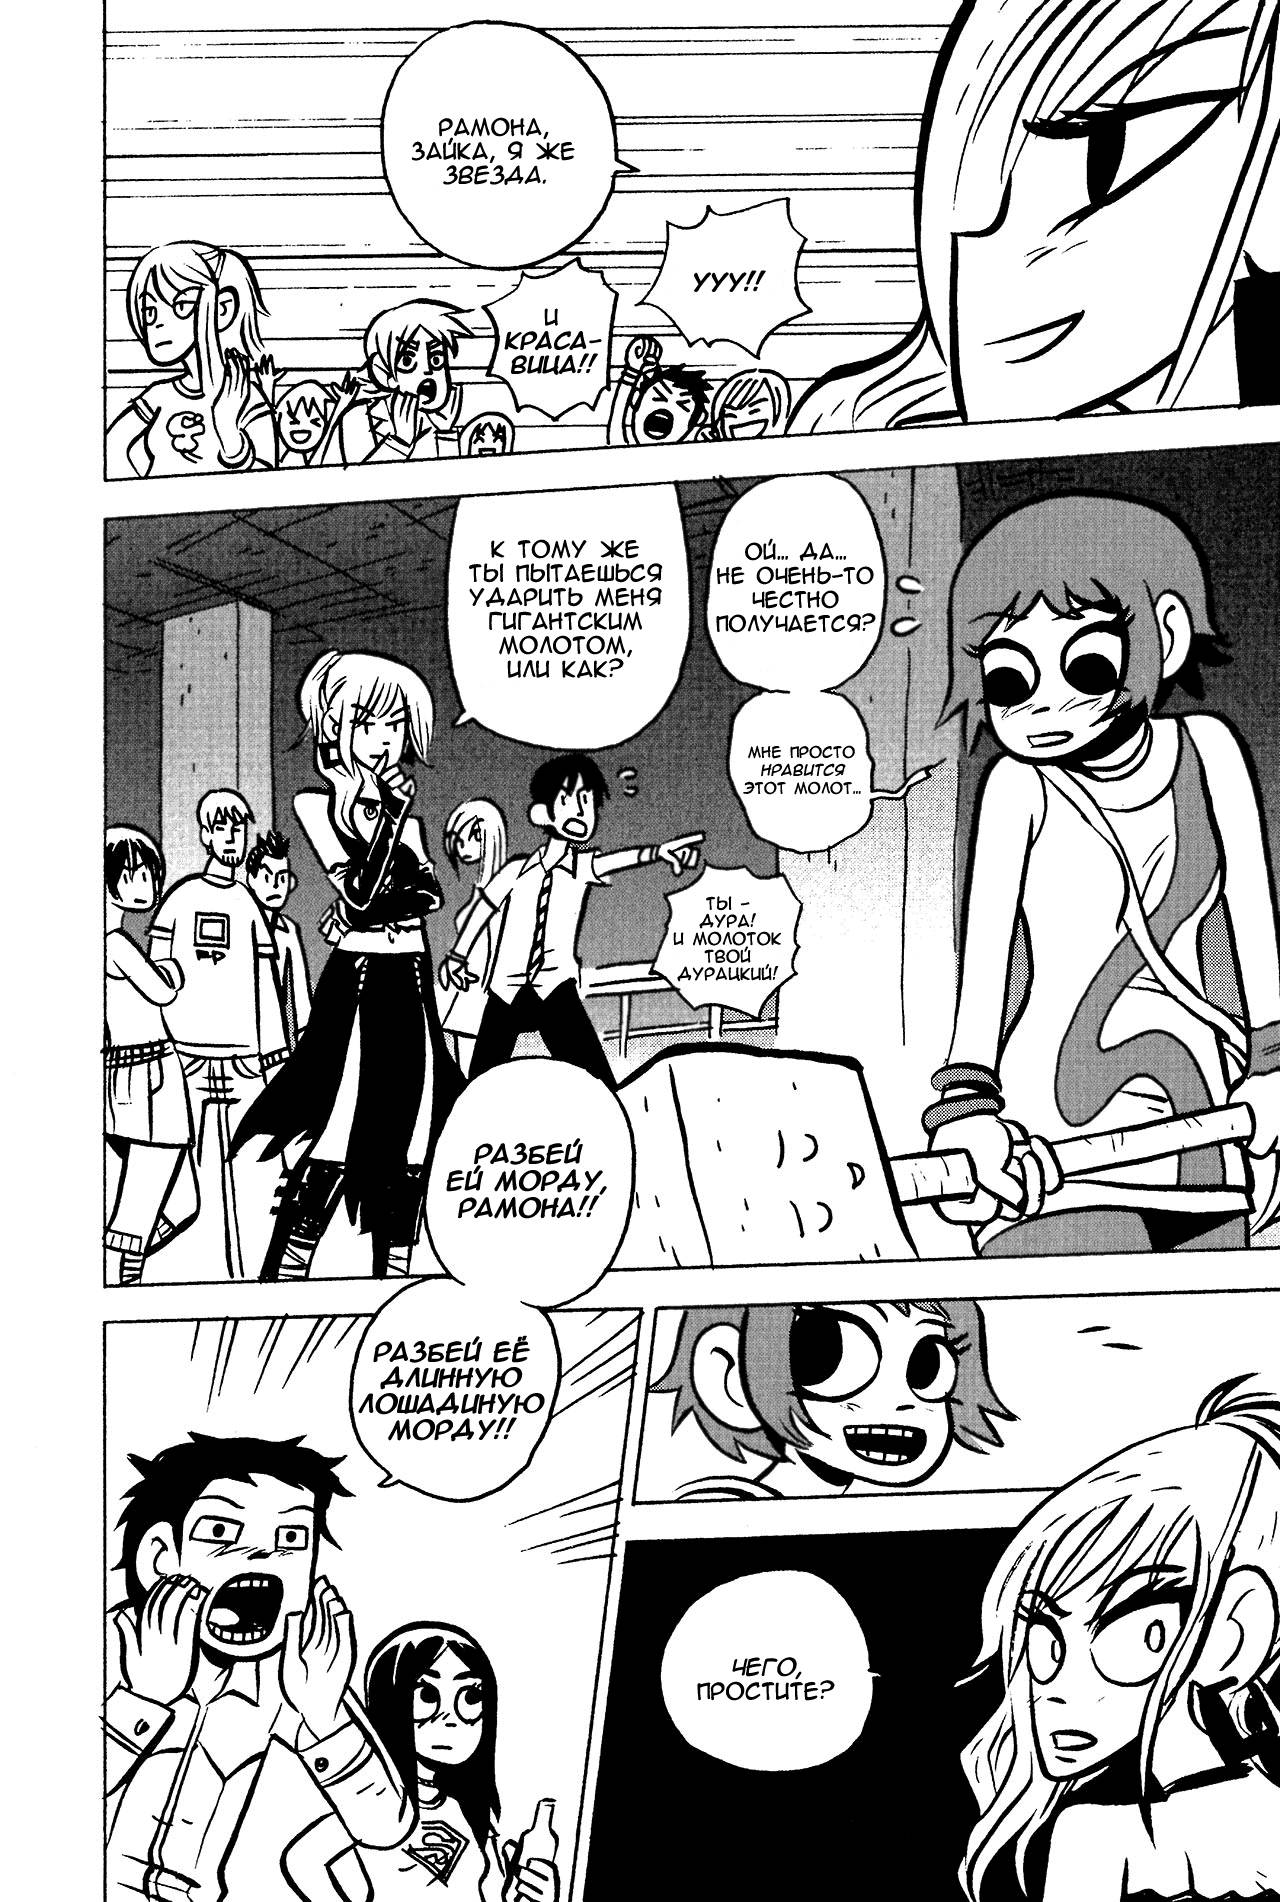 РАМОНА,
ЗАЙКА, Я ЖЕ
ЗВЕЗДА.
УУУ!!
И
КРАСА-
ВИЦА!!
К ТОМУ ЖЕ
ТЫ ПЫТАЕШЬСЯ
УДАРИТЬ МЕНЯ
ГИГАНТСКИМ
МОЛОТОМ,
ИЛИ КАК?
ОЙ... ДА...
НЕ ОЧЕНЬ-ТО
ЧЕСТНО
ПОЛУЧАЕТСЯ?
МНЕ ПРОСТО
НРАВИТСЯ
ЭТОТ МОЛОТ...
ТЫ -
ДУРА!
И МОЛОТОК
ТВОЙ
ДУРАЦКИЙ!
РАЗБЕЙ
ЕЙ МОРДУ,
РАМОНА!!
РАЗБЕЙ ЕЁ
ДЛИННУЮ
ЛОШАДИНУЮ
МОРДУ!!
ЧЕГО,
ПРОСТИТЕ?